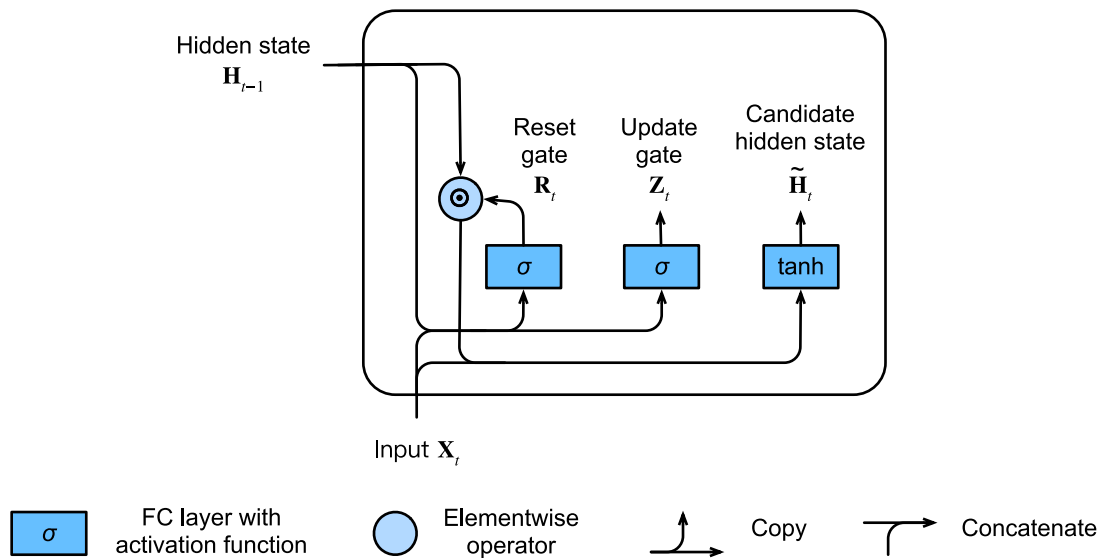 Hidden state
H_{t−1}
Reset
gate
R_t
Update
gate
Z_t
Candidate
hidden state
H̃_t
σ
σ
tanh
Input X_t
σ
FC layer with
activation function
Elementwise
operator
Copy
Concatenate